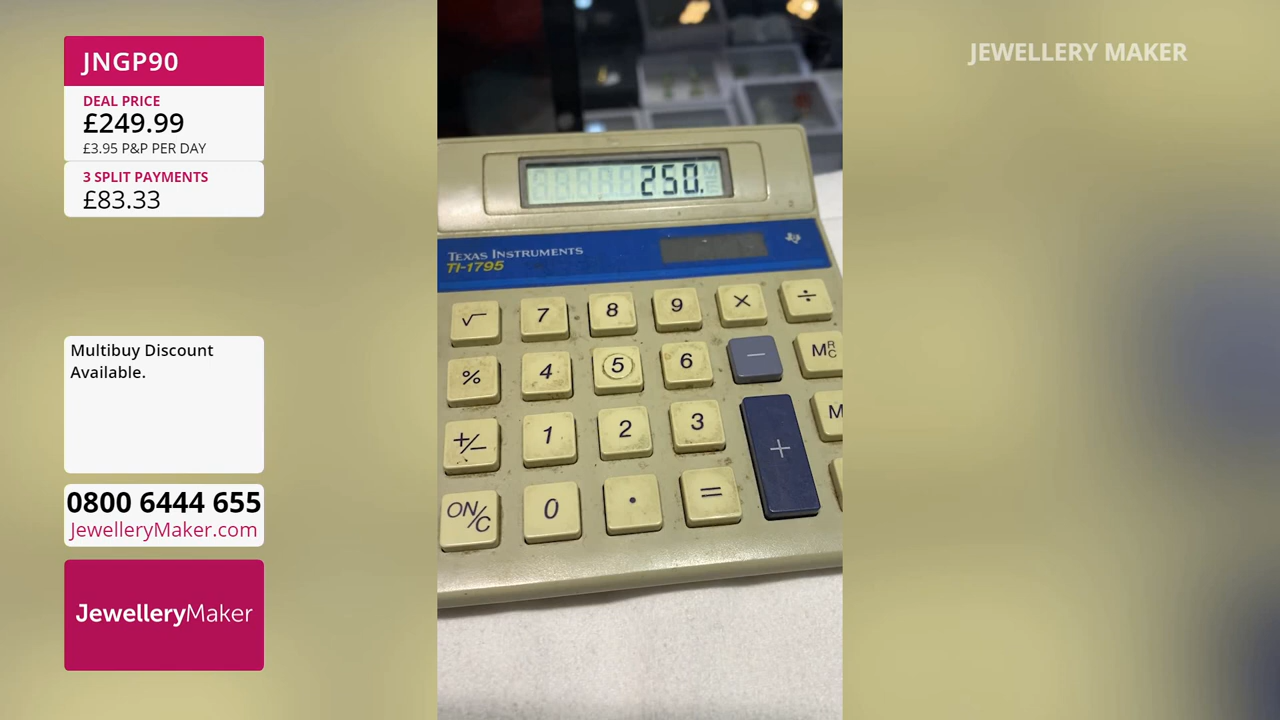 JNGP90
DEAL PRICE
£249.99
£3.95 P&P PER DAY
3 SPLIT PAYMENTS
£83.33
Multibuy Discount
Available.
0800 6444 655
JewelleryMaker.com
JewelleryMaker
JEWELLERY MAKER
250.
TEXAS INSTRUMENTS
TI-1795
√ 7 8 9 × ÷
% 4 5 6 − MRC
+/− 1 2 3 + M
ON/C 0 . =